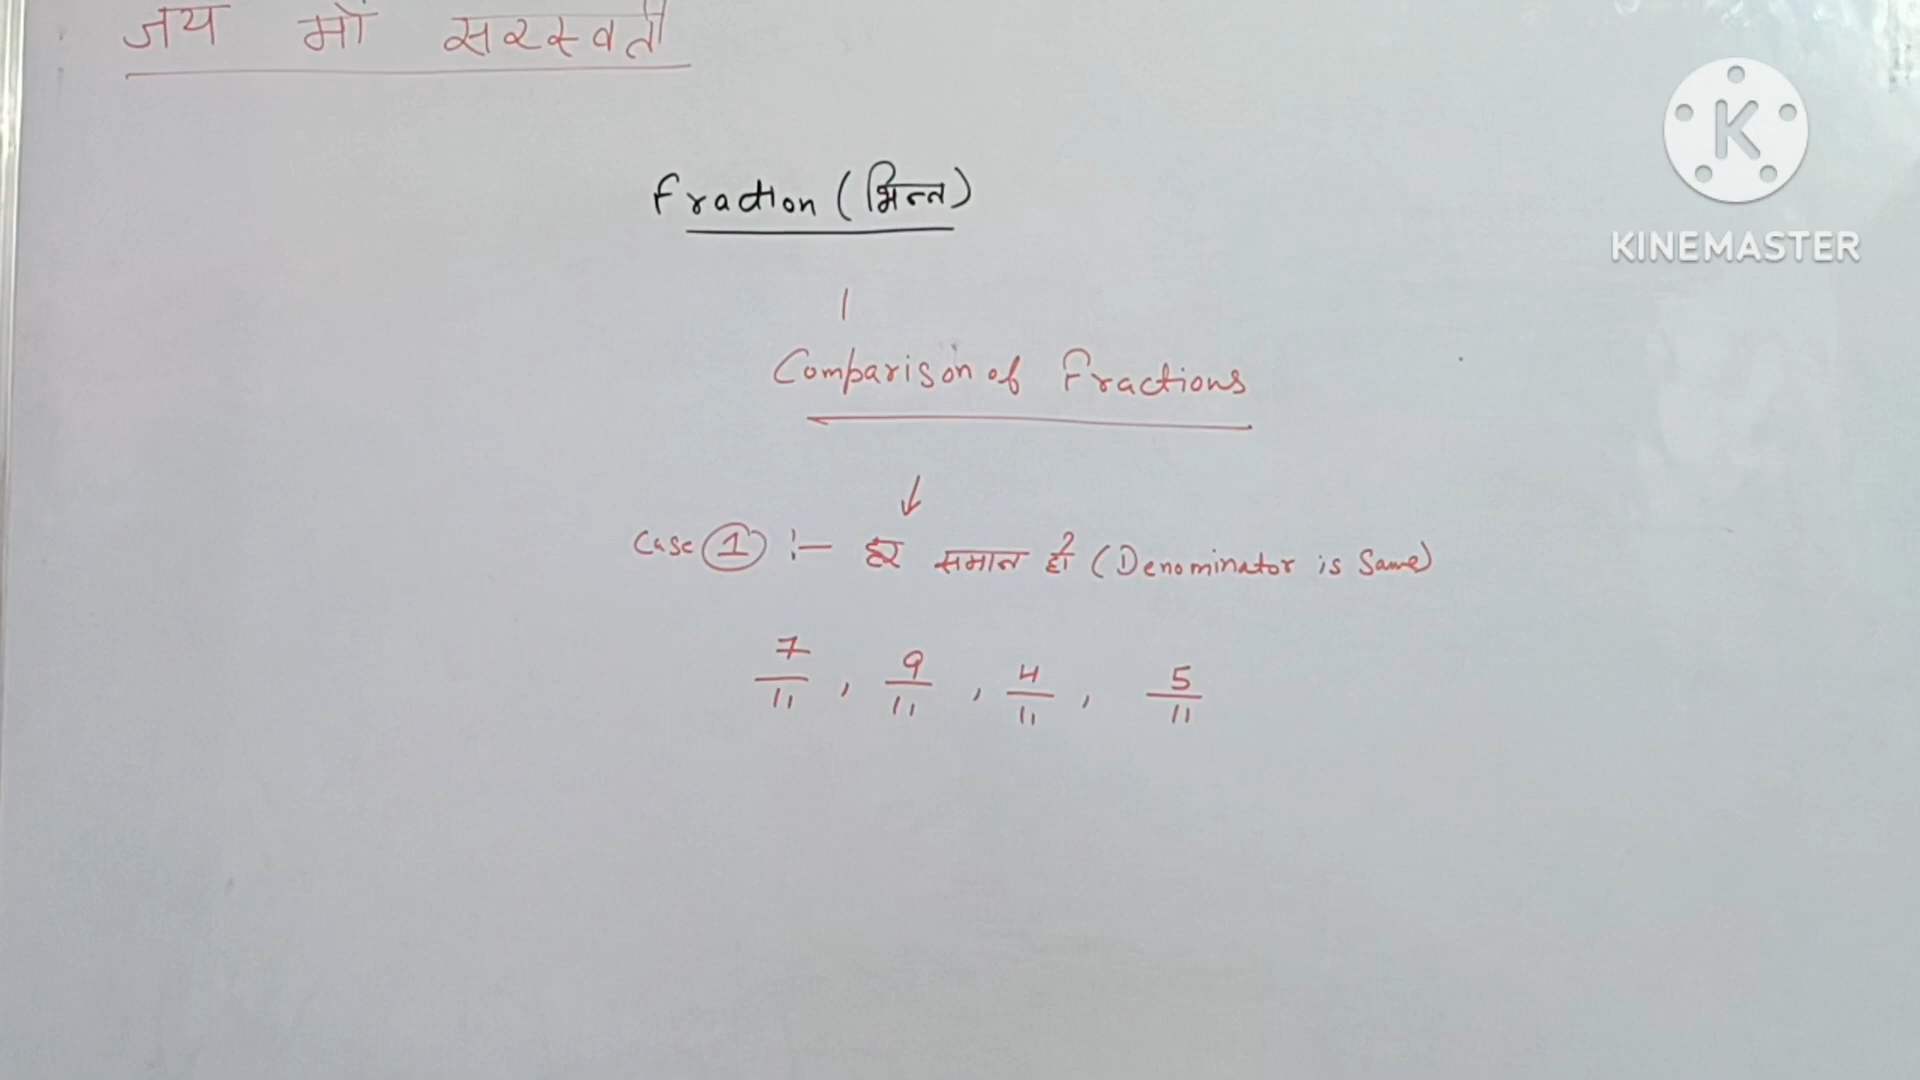 जय माँ सरस्वती
KINEMASTER
Fraction (भिन्न)
Comparison of Fractions
Case 1 :- हर समान हो (Denominator is Same)
7/11 , 9/11 , 4/11 , 5/11